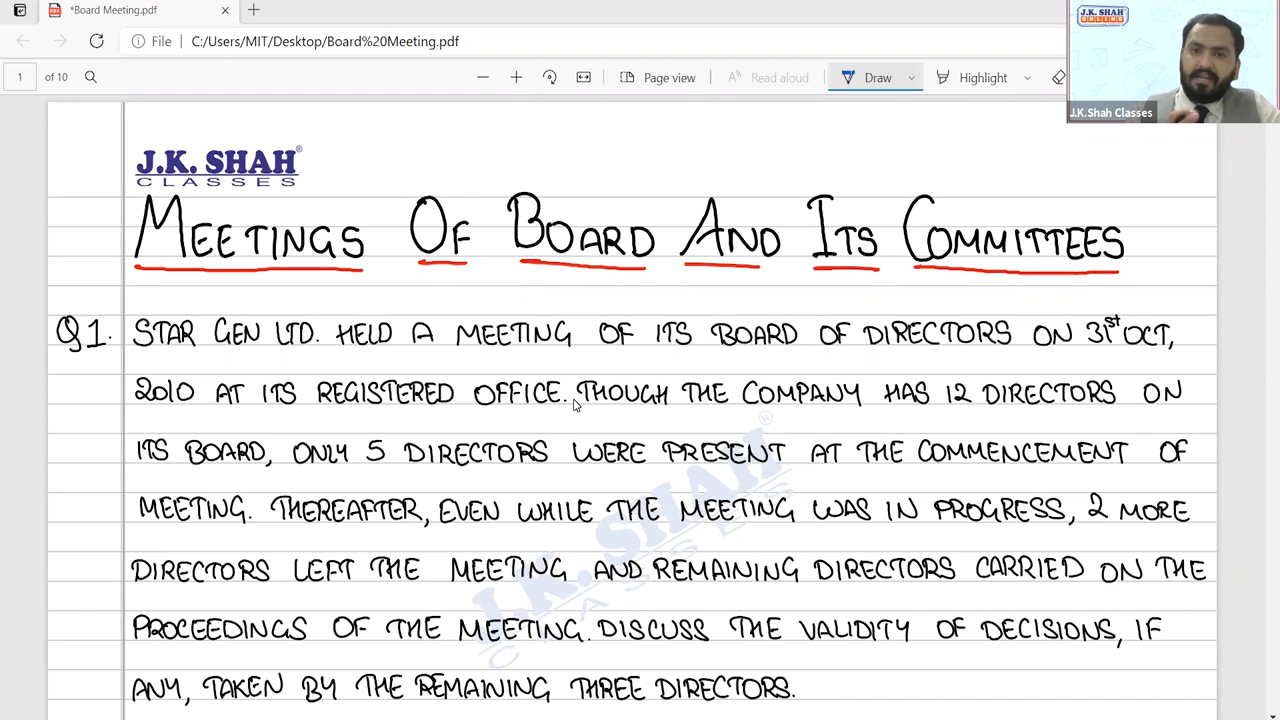 *Board Meeting.pdf
File C:/Users/MIT/Desktop/Board%20Meeting.pdf
1 of 10 Page view Read aloud Draw Highlight
J.K. SHAH ONLINE
J.K.Shah Classes
J.K. SHAH®
CLASSES
MEETINGS OF BOARD AND ITS COMMITTEES
Q1. STAR GEN LTD. HELD A MEETING OF ITS BOARD OF DIRECTORS ON 31st OCT,
2010 AT ITS REGISTERED OFFICE. THOUGH THE COMPANY HAS 12 DIRECTORS ON
ITS BOARD, ONLY 5 DIRECTORS WERE PRESENT AT THE COMMENCEMENT OF
MEETING. THEREAFTER, EVEN WHILE THE MEETING WAS IN PROGRESS, 2 MORE
DIRECTORS LEFT THE MEETING AND REMAINING DIRECTORS CARRIED ON THE
PROCEEDINGS OF THE MEETING. DISCUSS THE VALIDITY OF DECISIONS, IF
ANY, TAKEN BY THE REMAINING THREE DIRECTORS.
J.K. SHAH®
CLASSES